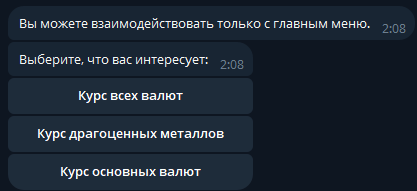 Вы можете взаимодействовать только с главным меню. 2:08
Выберите, что вас интересует: 2:08
Курс всех валют
Курс драгоценных металлов
Курс основных валют